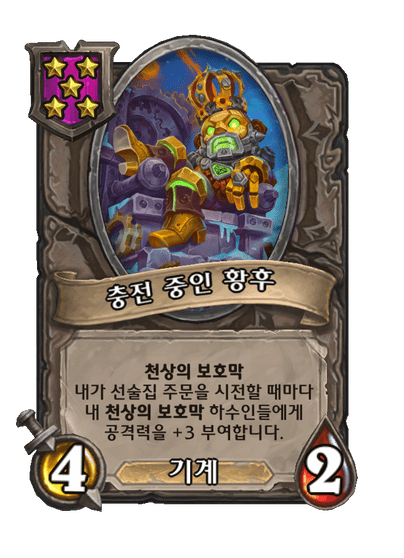 충전 중인 황후
천상의 보호막
내가 선술집 주문을 시전할 때마다
내 천상의 보호막 하수인들에게
공격력을 +3 부여합니다.
4
기계
2